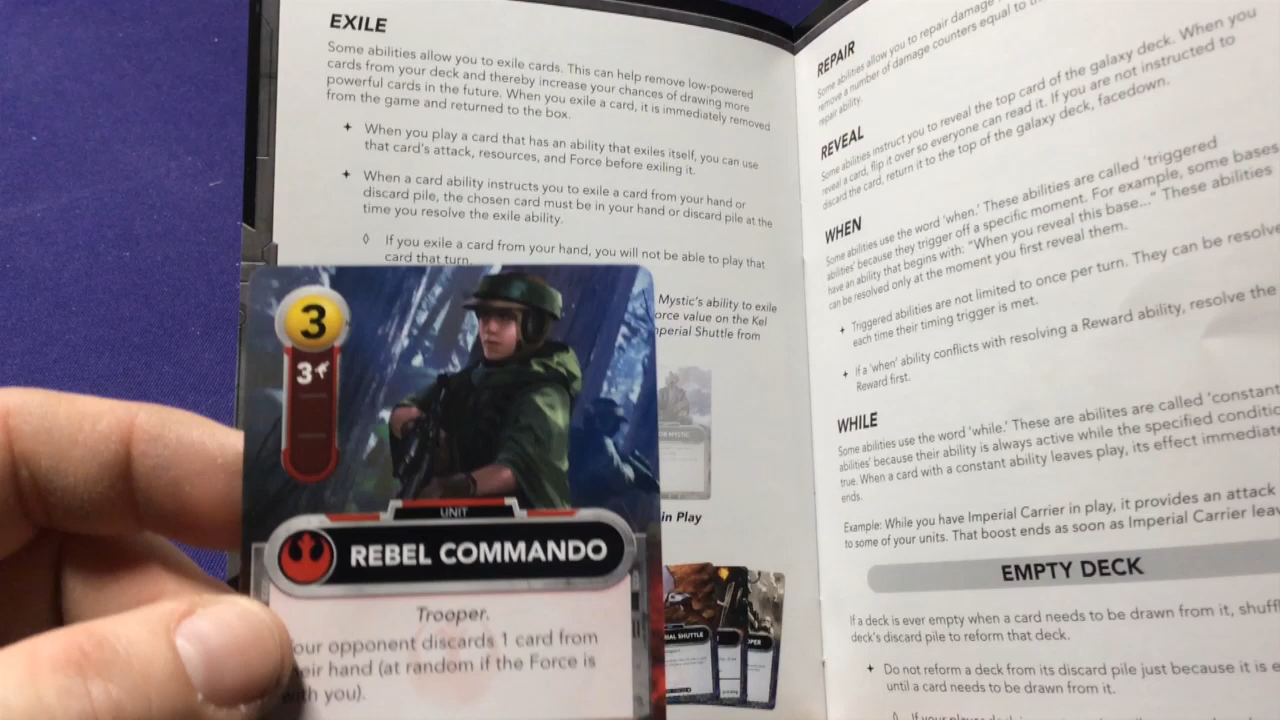 EXILE
Some abilities allow you to exile cards. This can help remove low-powered
cards from your deck and thereby increase your chances of drawing more
powerful cards in the future. When you exile a card, it is immediately removed
from the game and returned to the box.
When you play a card that has an ability that exiles itself, you can use
that card's attack, resources, and Force before exiling it.
When a card ability instructs you to exile a card from your hand or
discard pile, the chosen card must be in your hand or discard pile at the
time you resolve the exile ability.
If you exile a card from your hand, you will not be able to play that
card that turn.
Mystic's ability to exile
orce value on the Kel
perial Shuttle from
in Play
3
3
UNIT
REBEL COMMANDO
Trooper.
our opponent discards 1 card from
eir hand (at random if the Force is
with you).
REPAIR
Some abilities allow you to repair damage
remove a number of damage counters equal to
repair ability.
REVEAL
Some abilities instruct you to reveal the top card of the galaxy deck. When you
reveal a card, flip it over so everyone can read it. If you are not instructed to
discard the card, return it to the top of the galaxy deck, facedown.
WHEN
Some abilities use the word 'when.' These abilities are called 'triggered
abilities' because they trigger off a specific moment. For example, some bases
have an ability that begins with: "When you reveal this base..." These abilities
can be resolved only at the moment you first reveal them.
Triggered abilities are not limited to once per turn. They can be resolve
each time their timing trigger is met.
If a 'when' ability conflicts with resolving a Reward ability, resolve the
Reward first.
WHILE
Some abilities use the word 'while.' These are abilites are called 'constant
abilities' because their ability is always active while the specified conditio
true. When a card with a constant ability leaves play, its effect immediate
ends.
Example: While you have Imperial Carrier in play, it provides an attack
to some of your units. That boost ends as soon as Imperial Carrier leav
EMPTY DECK
If a deck is ever empty when a card needs to be drawn from it, shuffl
deck's discard pile to reform that deck.
Do not reform a deck from its discard pile just because it is e
until a card needs to be drawn from it.